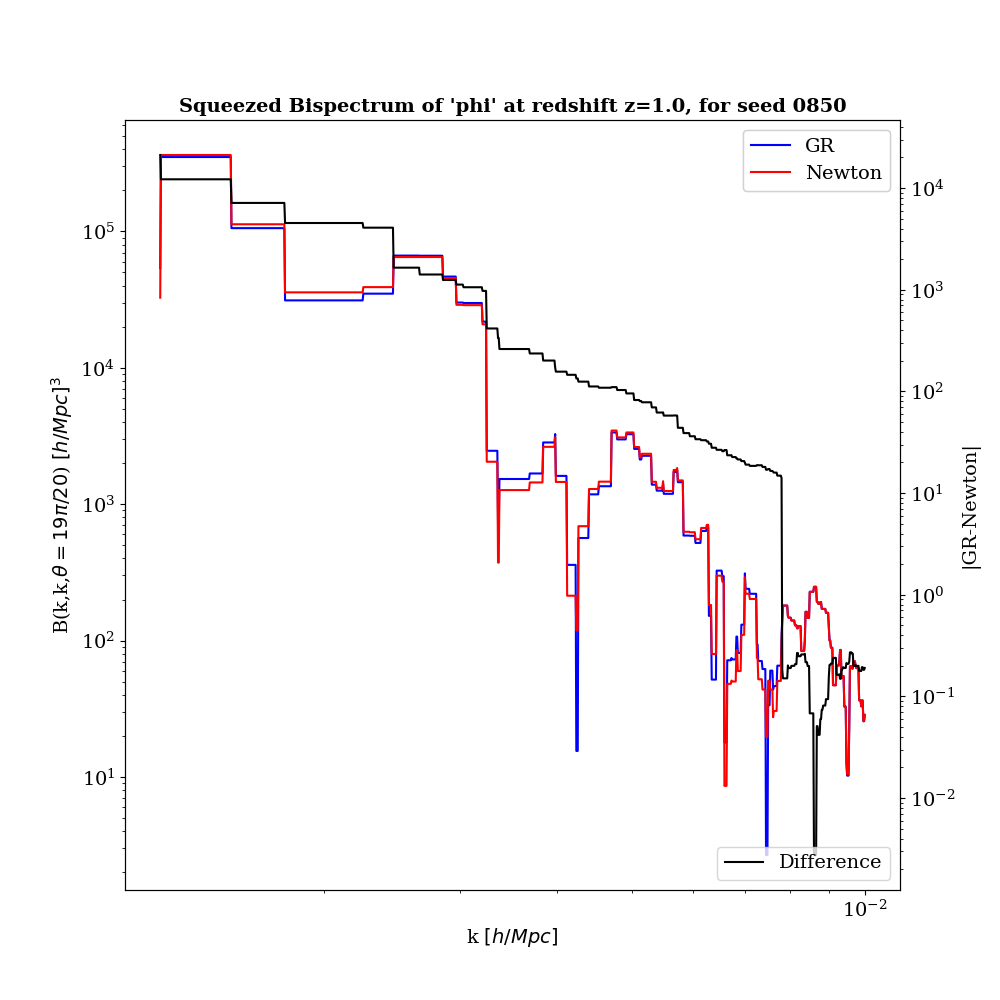 Squeezed Bispectrum of 'phi' at redshift z=1.0, for seed 0850
GR
Newton
10⁵
10⁴
10³
10²
10¹
B(k,k,θ = 19π/20) [h/Mpc]³
10⁴
10³
10²
10¹
10⁰
10⁻¹
10⁻²
|GR-Newton|
Difference
10⁻²
k [h/Mpc]